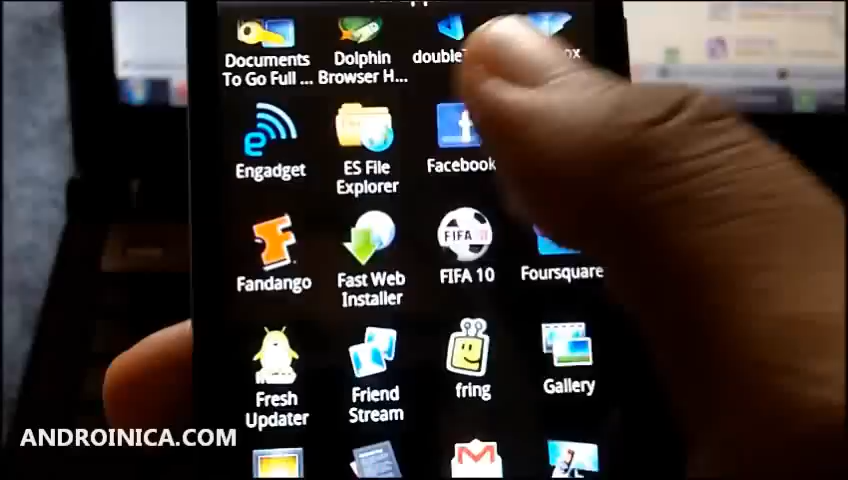 Documents
To Go Full ...
Dolphin
Browser H...
Engadget
ES File
Explorer
Facebook
Fandango
Fast Web
Installer
FIFA 10
Foursquare
Fresh
Updater
Friend
Stream
fring
Gallery
ANDROINICA.COM